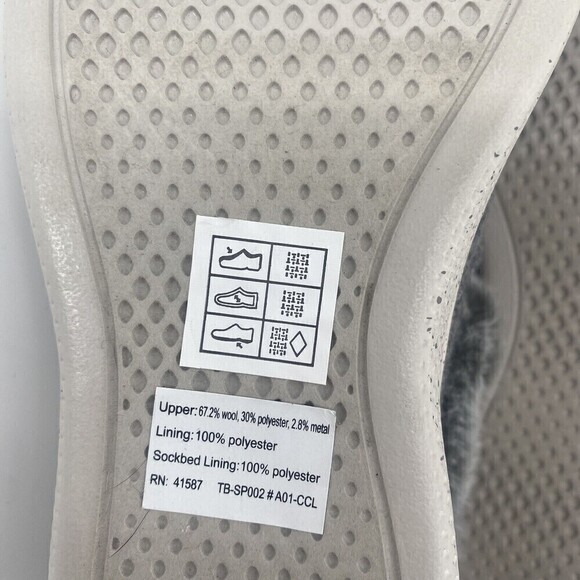 Upper: 67.2% wool, 30% polyester, 2.8% metal
Lining: 100% polyester
Sockbed Lining: 100% polyester
RN: 41587 TB-SP002 # A01-CCL